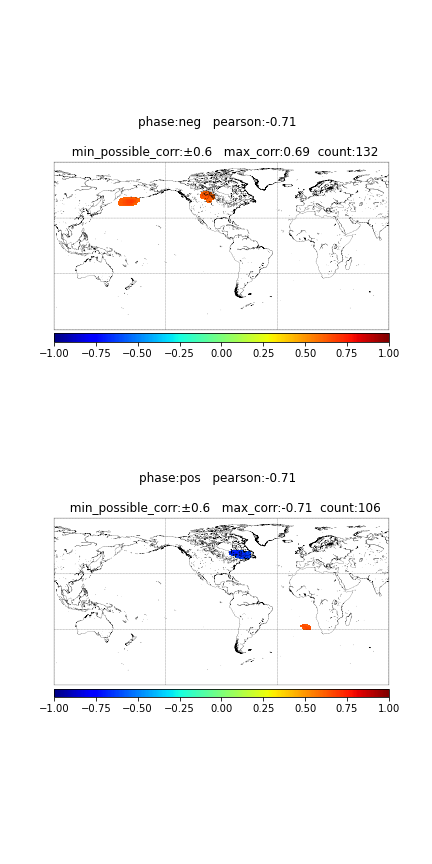 phase:neg   pearson:-0.71
min_possible_corr:±0.6   max_corr:0.69  count:132
−1.00 −0.75 −0.50 −0.25 0.00 0.25 0.50 0.75 1.00
phase:pos   pearson:-0.71
min_possible_corr:±0.6   max_corr:-0.71  count:106
−1.00 −0.75 −0.50 −0.25 0.00 0.25 0.50 0.75 1.00